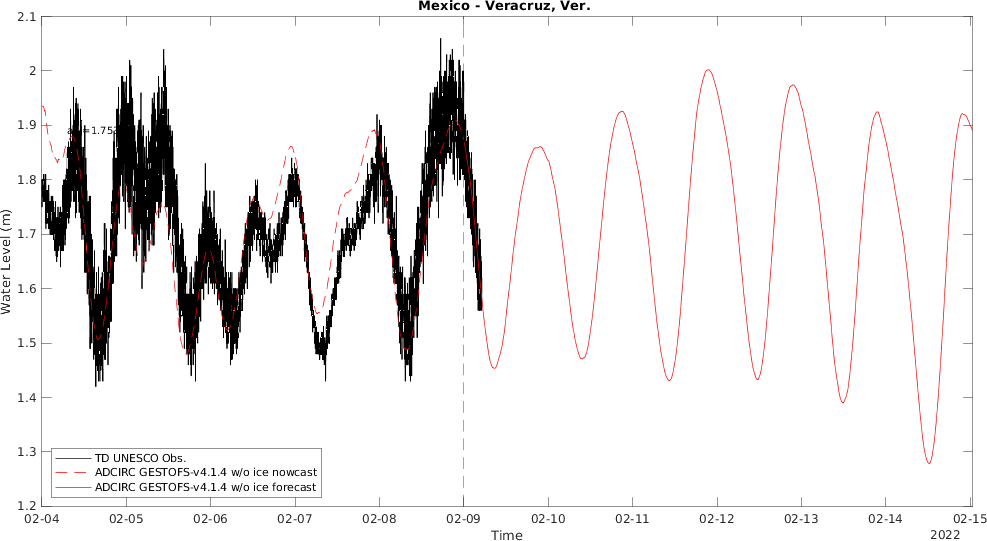 Mexico - Veracruz, Ver.
Water Level (m)
2.1
2
1.9
1.8
1.7
1.6
1.5
1.4
1.3
1.2
TD UNESCO Obs.
ADCIRC GESTOFS-v4.1.4 w/o ice nowcast
ADCIRC GESTOFS-v4.1.4 w/o ice forecast
02-04 02-05 02-06 02-07 02-08 02-09 02-10 02-11 02-12 02-13 02-14 02-15
Time
2022